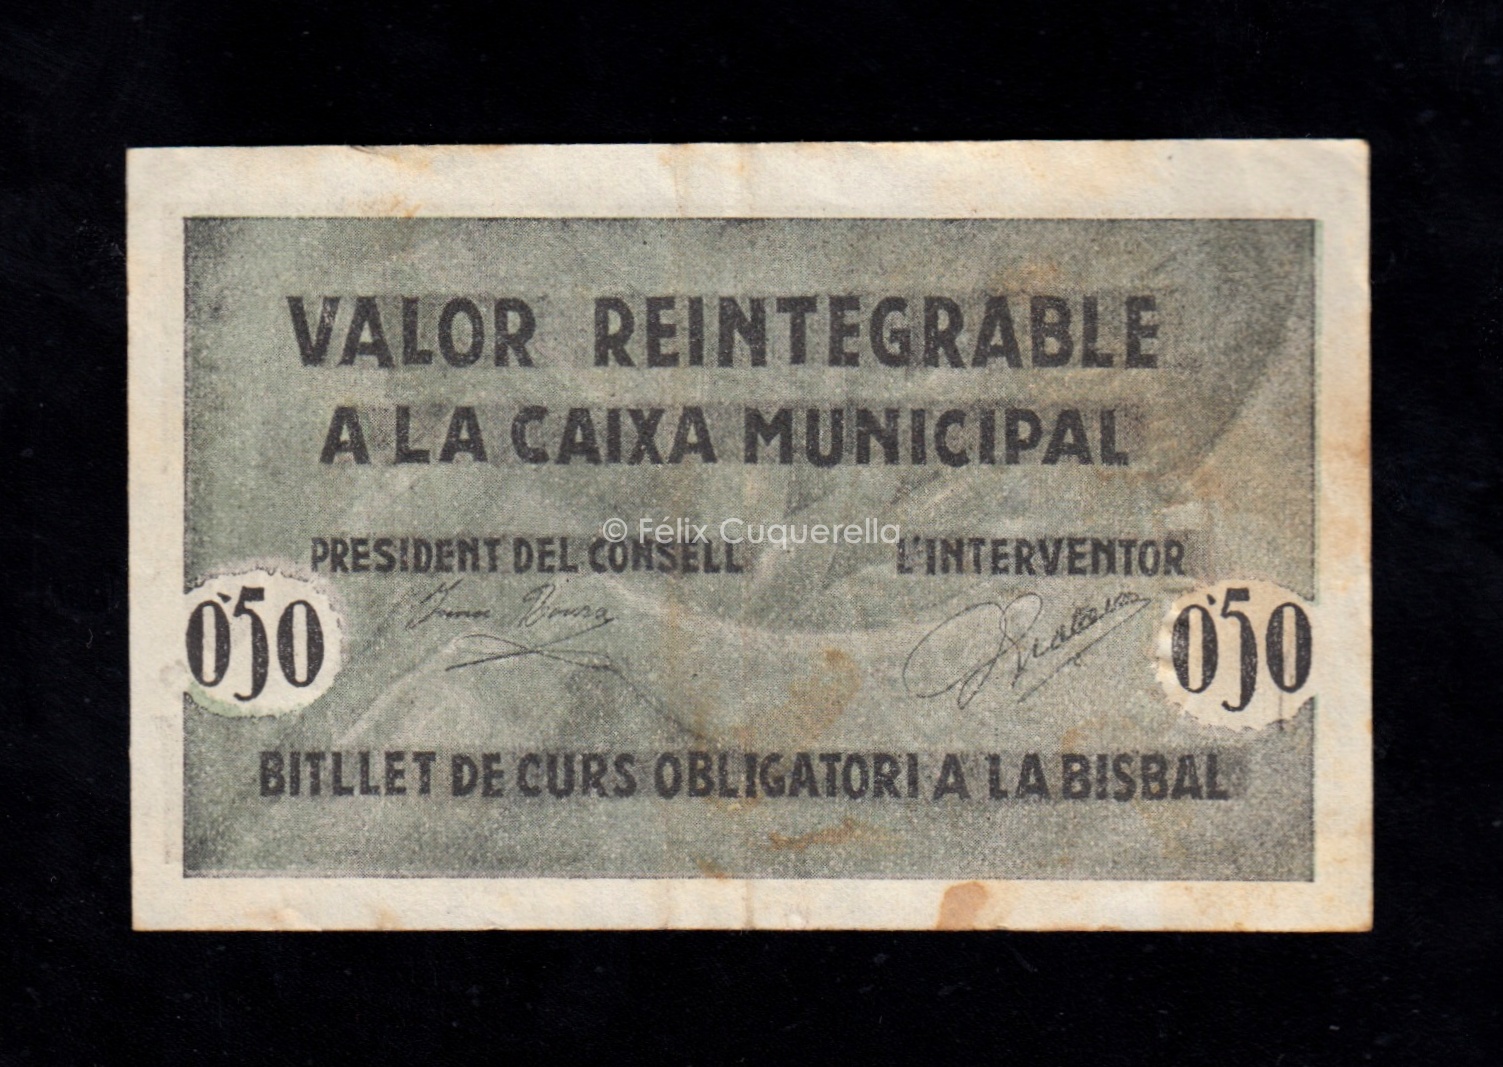 VALOR REINTEGRABLE
A LA CAIXA MUNICIPAL
© Félix Cuquerella
PRESIDENT DEL CONSELL L'INTERVENTOR
0'50 0'50
BITLLET DE CURS OBLIGATORI A LA BISBAL